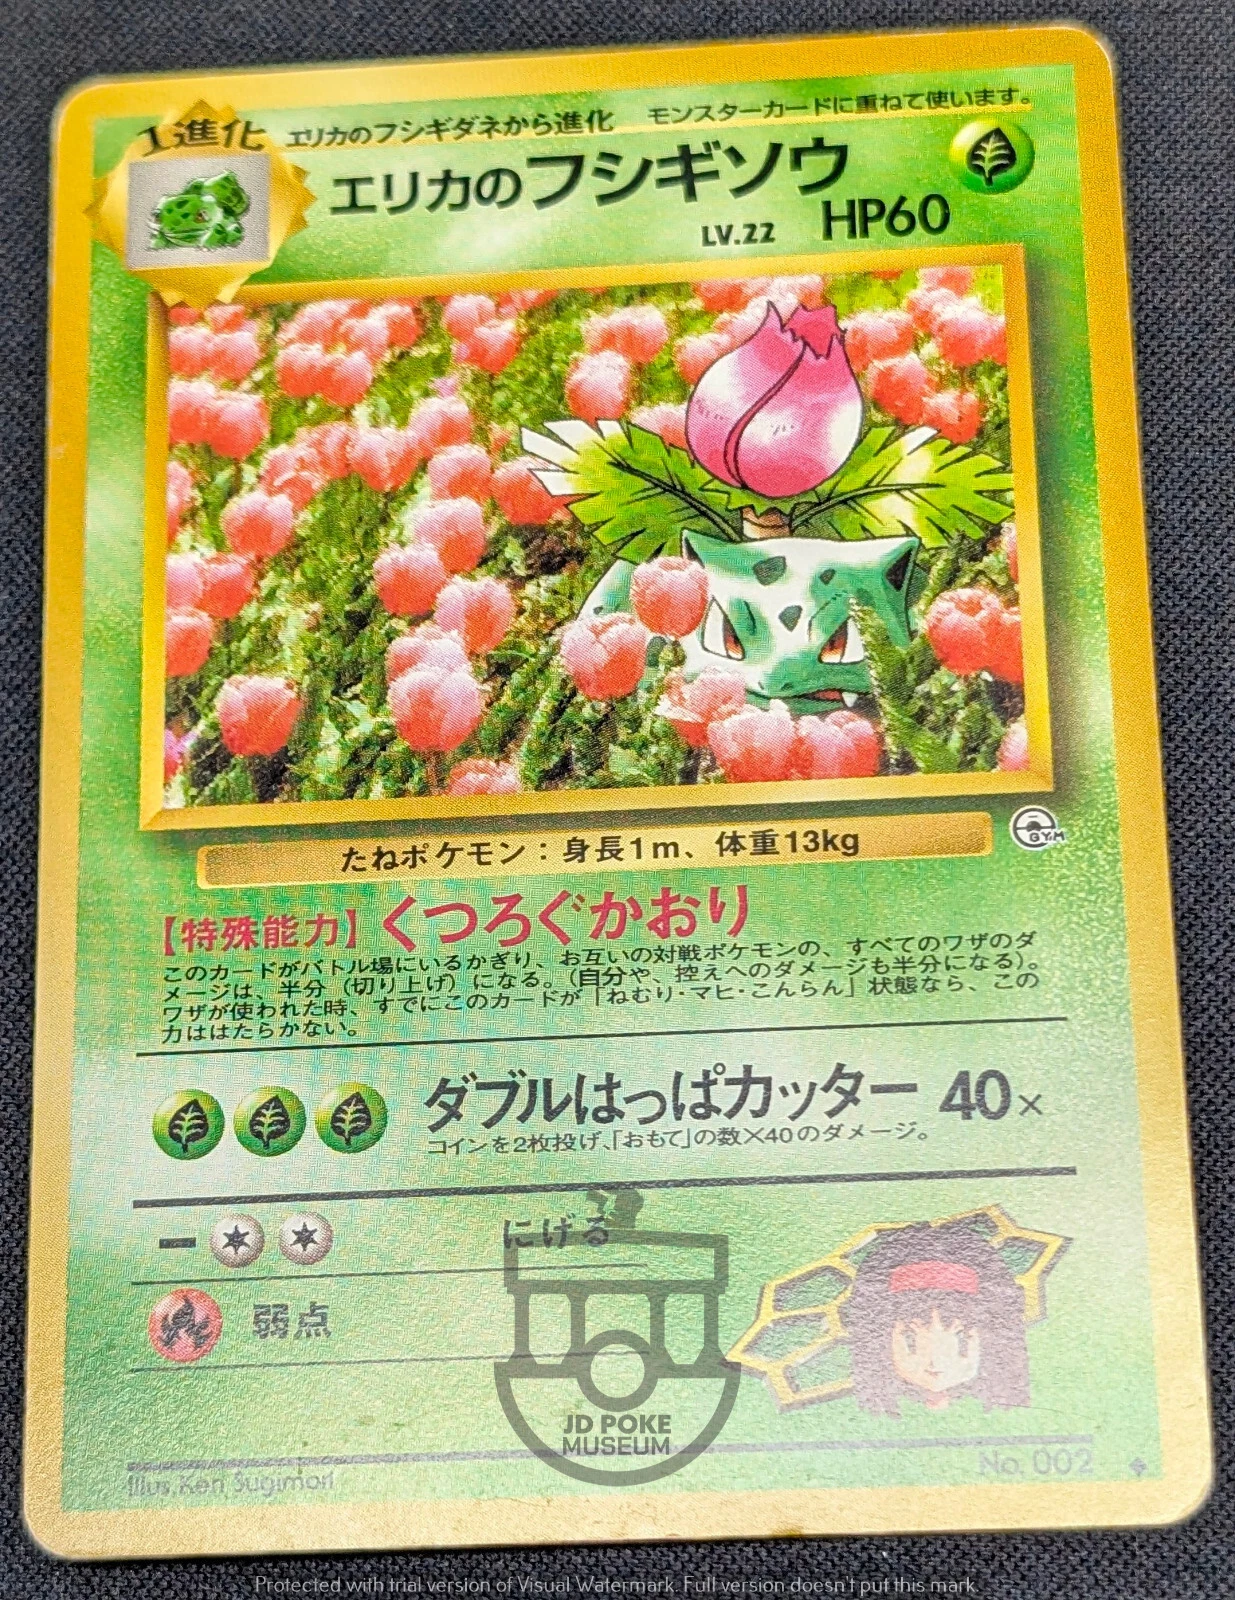 1進化 エリカのフシギダネから進化 モンスターカードに重ねて使います。
エリカのフシギソウ
LV.22 HP60
GYM
たねポケモン:身長1m、体重13kg
【特殊能力】くつろぐかおり
このカードがバトル場にいるかぎり、お互いの対戦ポケモンの、すべてのワザのダ
メージは、半分(切り上げ)になる。(自分や、控えへのダメージも半分になる)。
ワザが使われた時、すでにこのカードが「ねむり・マヒ・こんらん」状態なら、この
力ははたらかない。
ダブルはっぱカッター 40×
コインを2枚投げ、「おもて」の数×40のダメージ。
ー にげる
弱点
JD POKE
MUSEUM
Illus. Ken Sugimori No. 002 ◆
Protected with trial version of Visual Watermark. Full version doesn't put this mark.